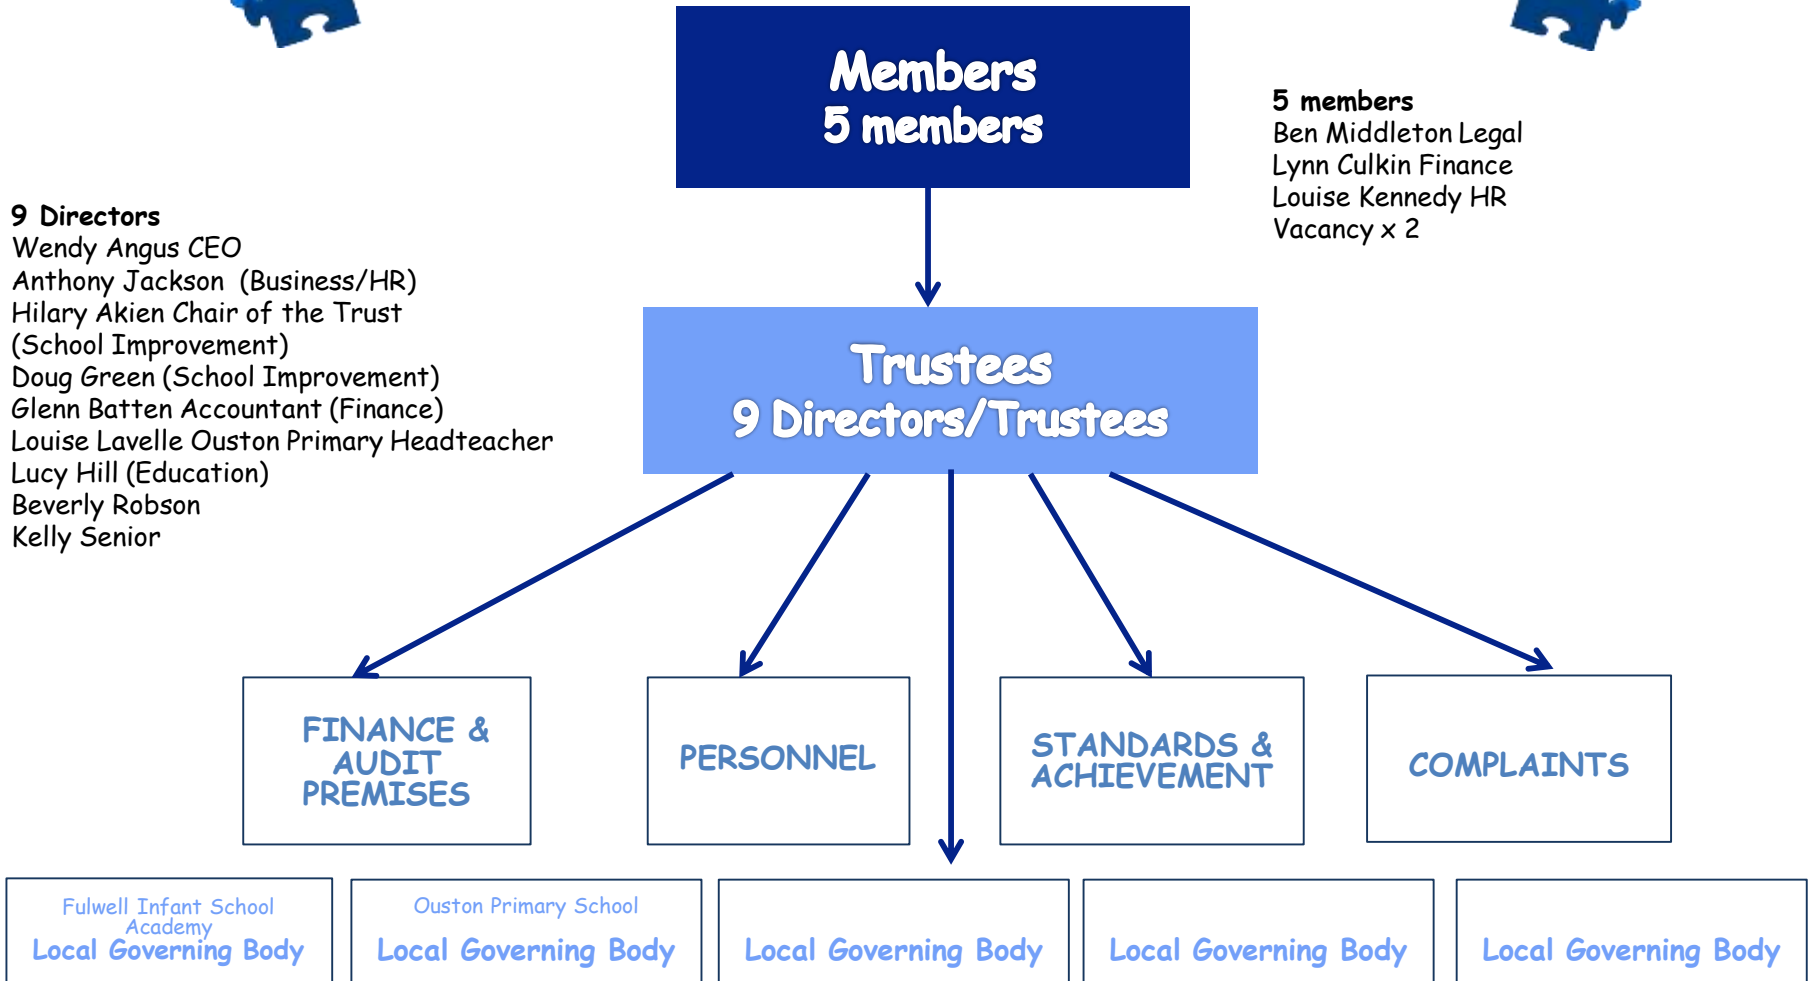 Members
5 members
5 members
Ben Middleton Legal
Lynn Culkin Finance
Louise Kennedy HR
Vacancy x 2
9 Directors
Wendy Angus CEO
Anthony Jackson (Business/HR)
Hilary Akien Chair of the Trust
(School Improvement)
Doug Green (School Improvement)
Glenn Batten Accountant (Finance)
Louise Lavelle Ouston Primary Headteacher
Lucy Hill (Education)
Beverly Robson
Kelly Senior
Trustees
9 Directors/Trustees
FINANCE &
AUDIT
PREMISES
PERSONNEL
STANDARDS &
ACHIEVEMENT
COMPLAINTS
Fulwell Infant School
Academy
Local Governing Body
Ouston Primary School
Local Governing Body
Local Governing Body
Local Governing Body
Local Governing Body